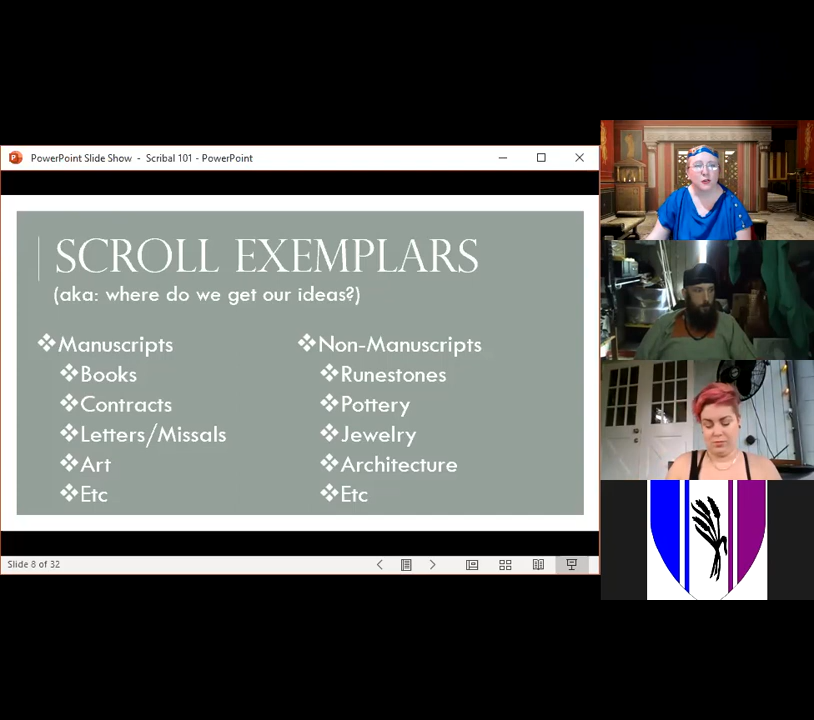 PowerPoint Slide Show - Scribal 101 - PowerPoint
SCROLL EXEMPLARS
(aka: where do we get our ideas?)
❖Manuscripts
❖Books
❖Contracts
❖Letters/Missals
❖Art
❖Etc
❖Non-Manuscripts
❖Runestones
❖Pottery
❖Jewelry
❖Architecture
❖Etc
Slide 8 of 32